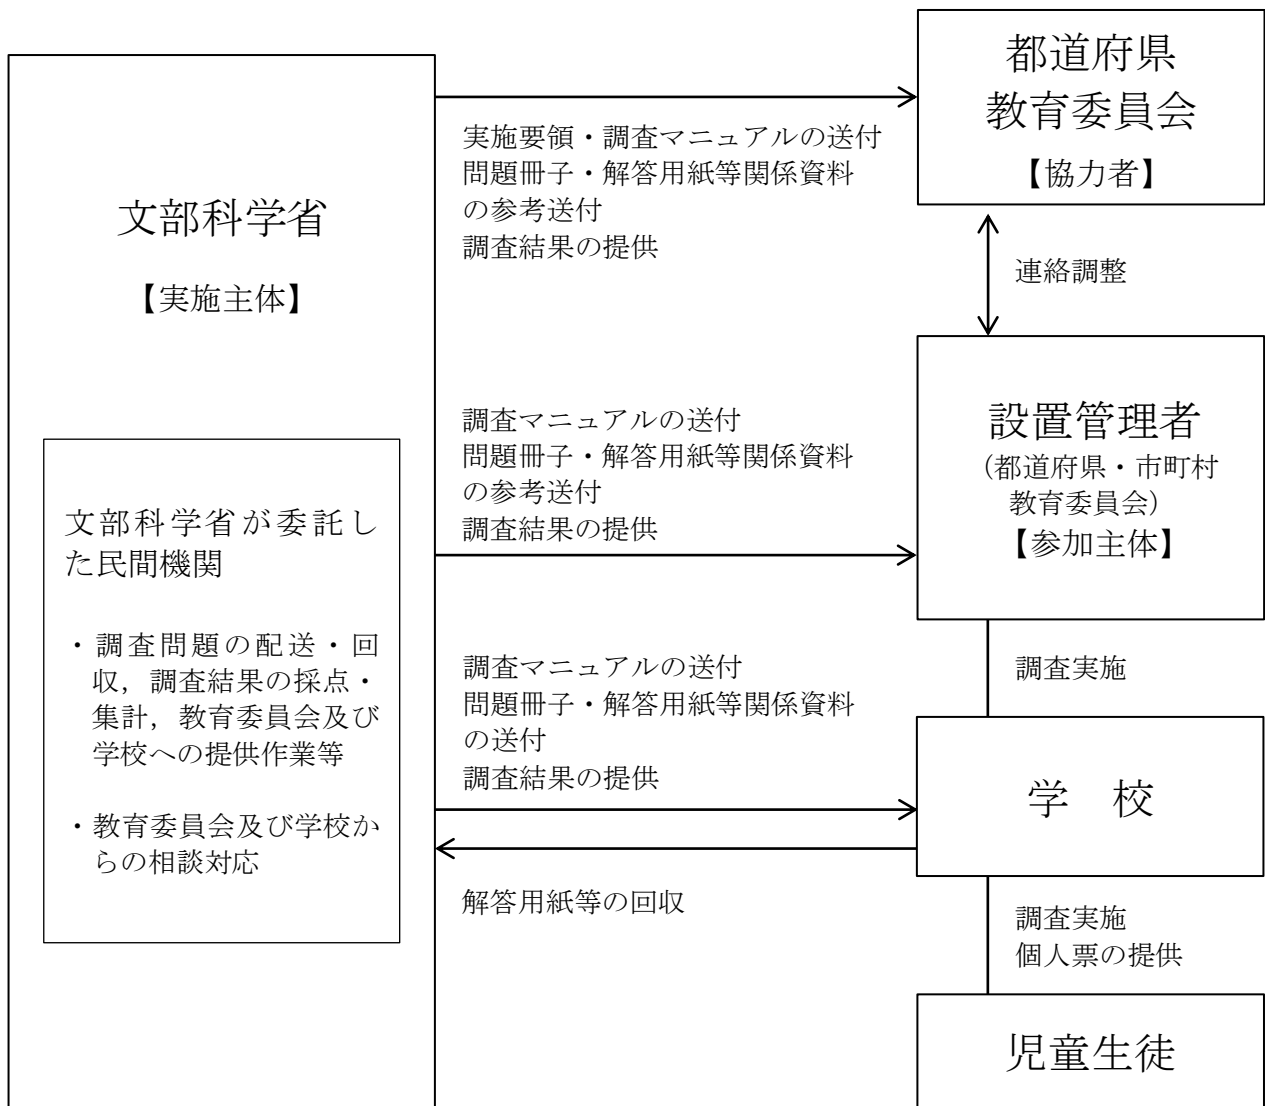 文部科学省
【実施主体】
文部科学省が委託し
た民間機関
・調査問題の配送・回
収，調査結果の採点・
集計，教育委員会及び
学校への提供作業等
・教育委員会及び学校か
らの相談対応
実施要領・調査マニュアルの送付
問題冊子・解答用紙等関係資料
の参考送付
調査結果の提供
都道府県
教育委員会
【協力者】
連絡調整
調査マニュアルの送付
問題冊子・解答用紙等関係資料
の参考送付
調査結果の提供
設置管理者
（都道府県・市町村
教育委員会）
【参加主体】
調査実施
調査マニュアルの送付
問題冊子・解答用紙等関係資料
の送付
調査結果の提供
学　校
解答用紙等の回収
調査実施
個人票の提供
児童生徒